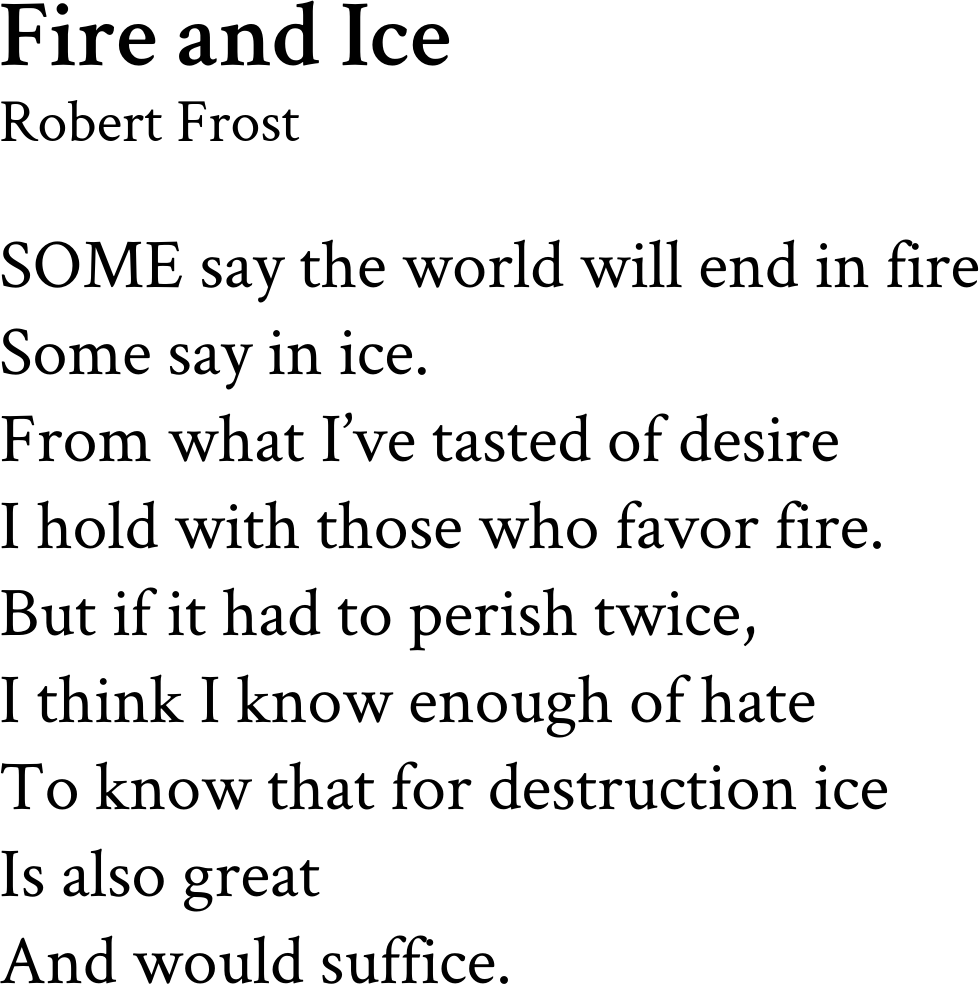 Fire and Ice
Robert Frost
SOME say the world will end in fire
Some say in ice.
From what I’ve tasted of desire
I hold with those who favor fire.
But if it had to perish twice,
I think I know enough of hate
To know that for destruction ice
Is also great
And would suffice.